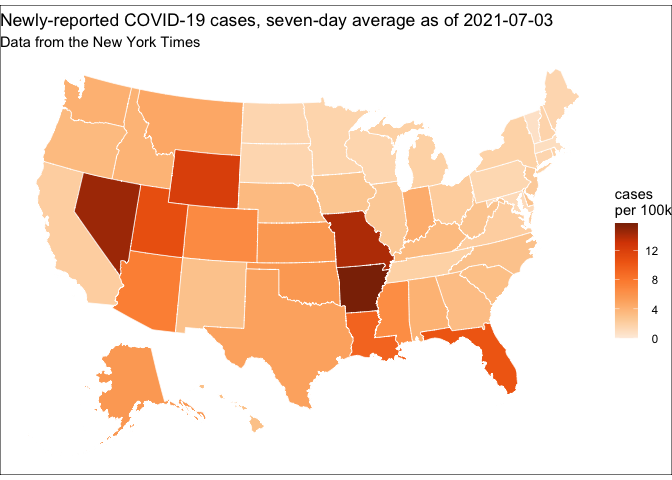 Newly-reported COVID-19 cases, seven-day average as of 2021-07-03
Data from the New York Times
cases
per 100k
12
8
4
0